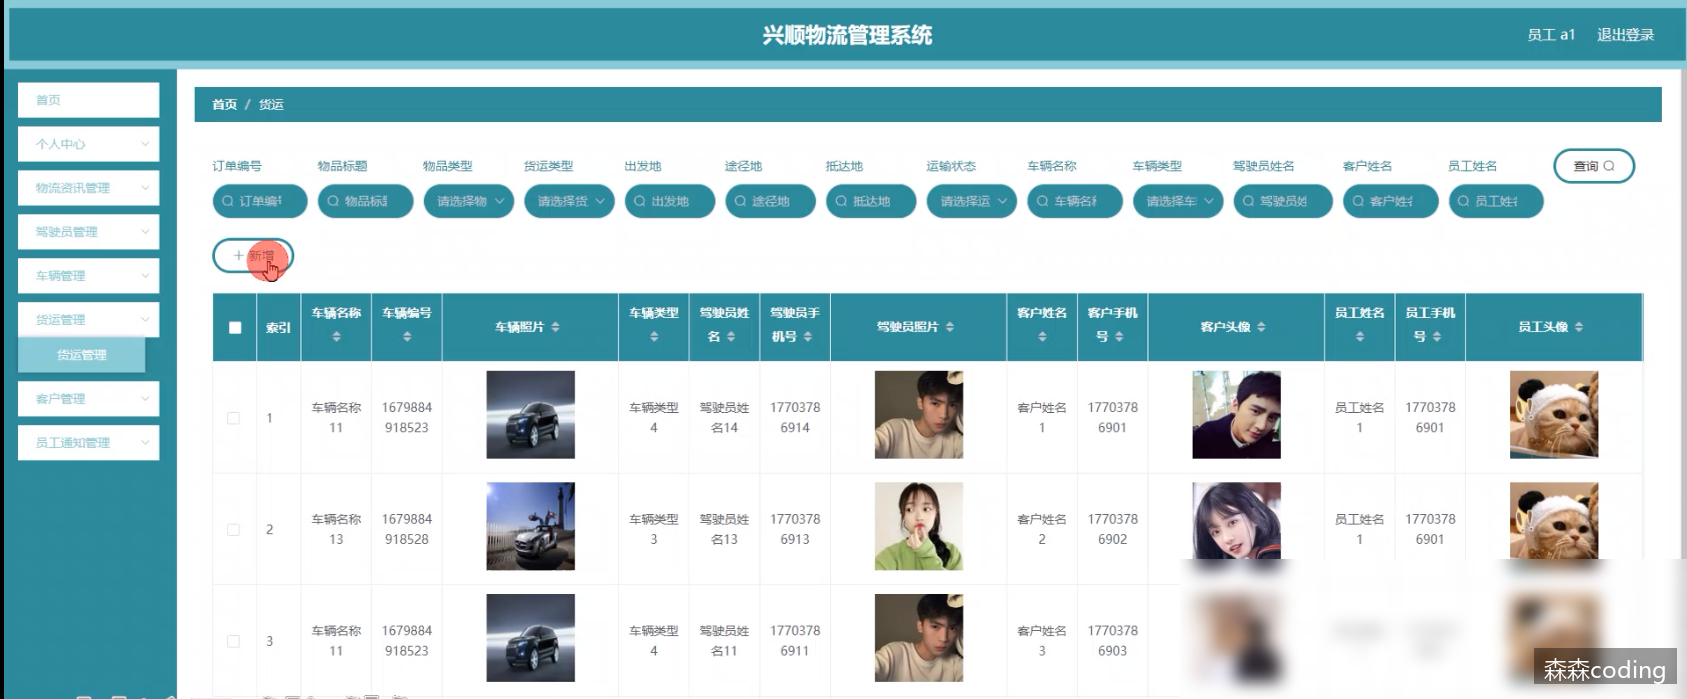 兴顺物流管理系统
员工 a1 退出登录
首页
个人中心
物流资讯管理
驾驶员管理
车辆管理
货运管理
货运管理
客户管理
员工通知管理
首页 / 货运
订单编号 物品标题 物品类型 货运类型 出发地 途径地 抵达地 运输状态 车辆名称 车辆类型 驾驶员姓名 客户姓名 员工姓名 查询
订单编 物品标 请选择物 请选择货 出发地 途径地 抵达地 请选择运 车辆名 请选择车 驾驶员姓 客户姓 员工姓
+ 新增
索引 车辆名称 车辆编号 车辆照片 车辆类型 驾驶员姓名 驾驶员手机号 驾驶员照片 客户姓名 客户手机号 客户头像 员工姓名 员工手机号 员工头像
1 车辆名称11 1679884918523 车辆类型4 驾驶员姓名14 17703786914 客户姓名1 17703786901 员工姓名1 17703786901
2 车辆名称13 1679884918528 车辆类型3 驾驶员姓名13 17703786913 客户姓名2 17703786902 员工姓名1 17703786901
3 车辆名称11 1679884918523 车辆类型4 驾驶员姓名11 17703786911 客户姓名3 17703786903
森森coding